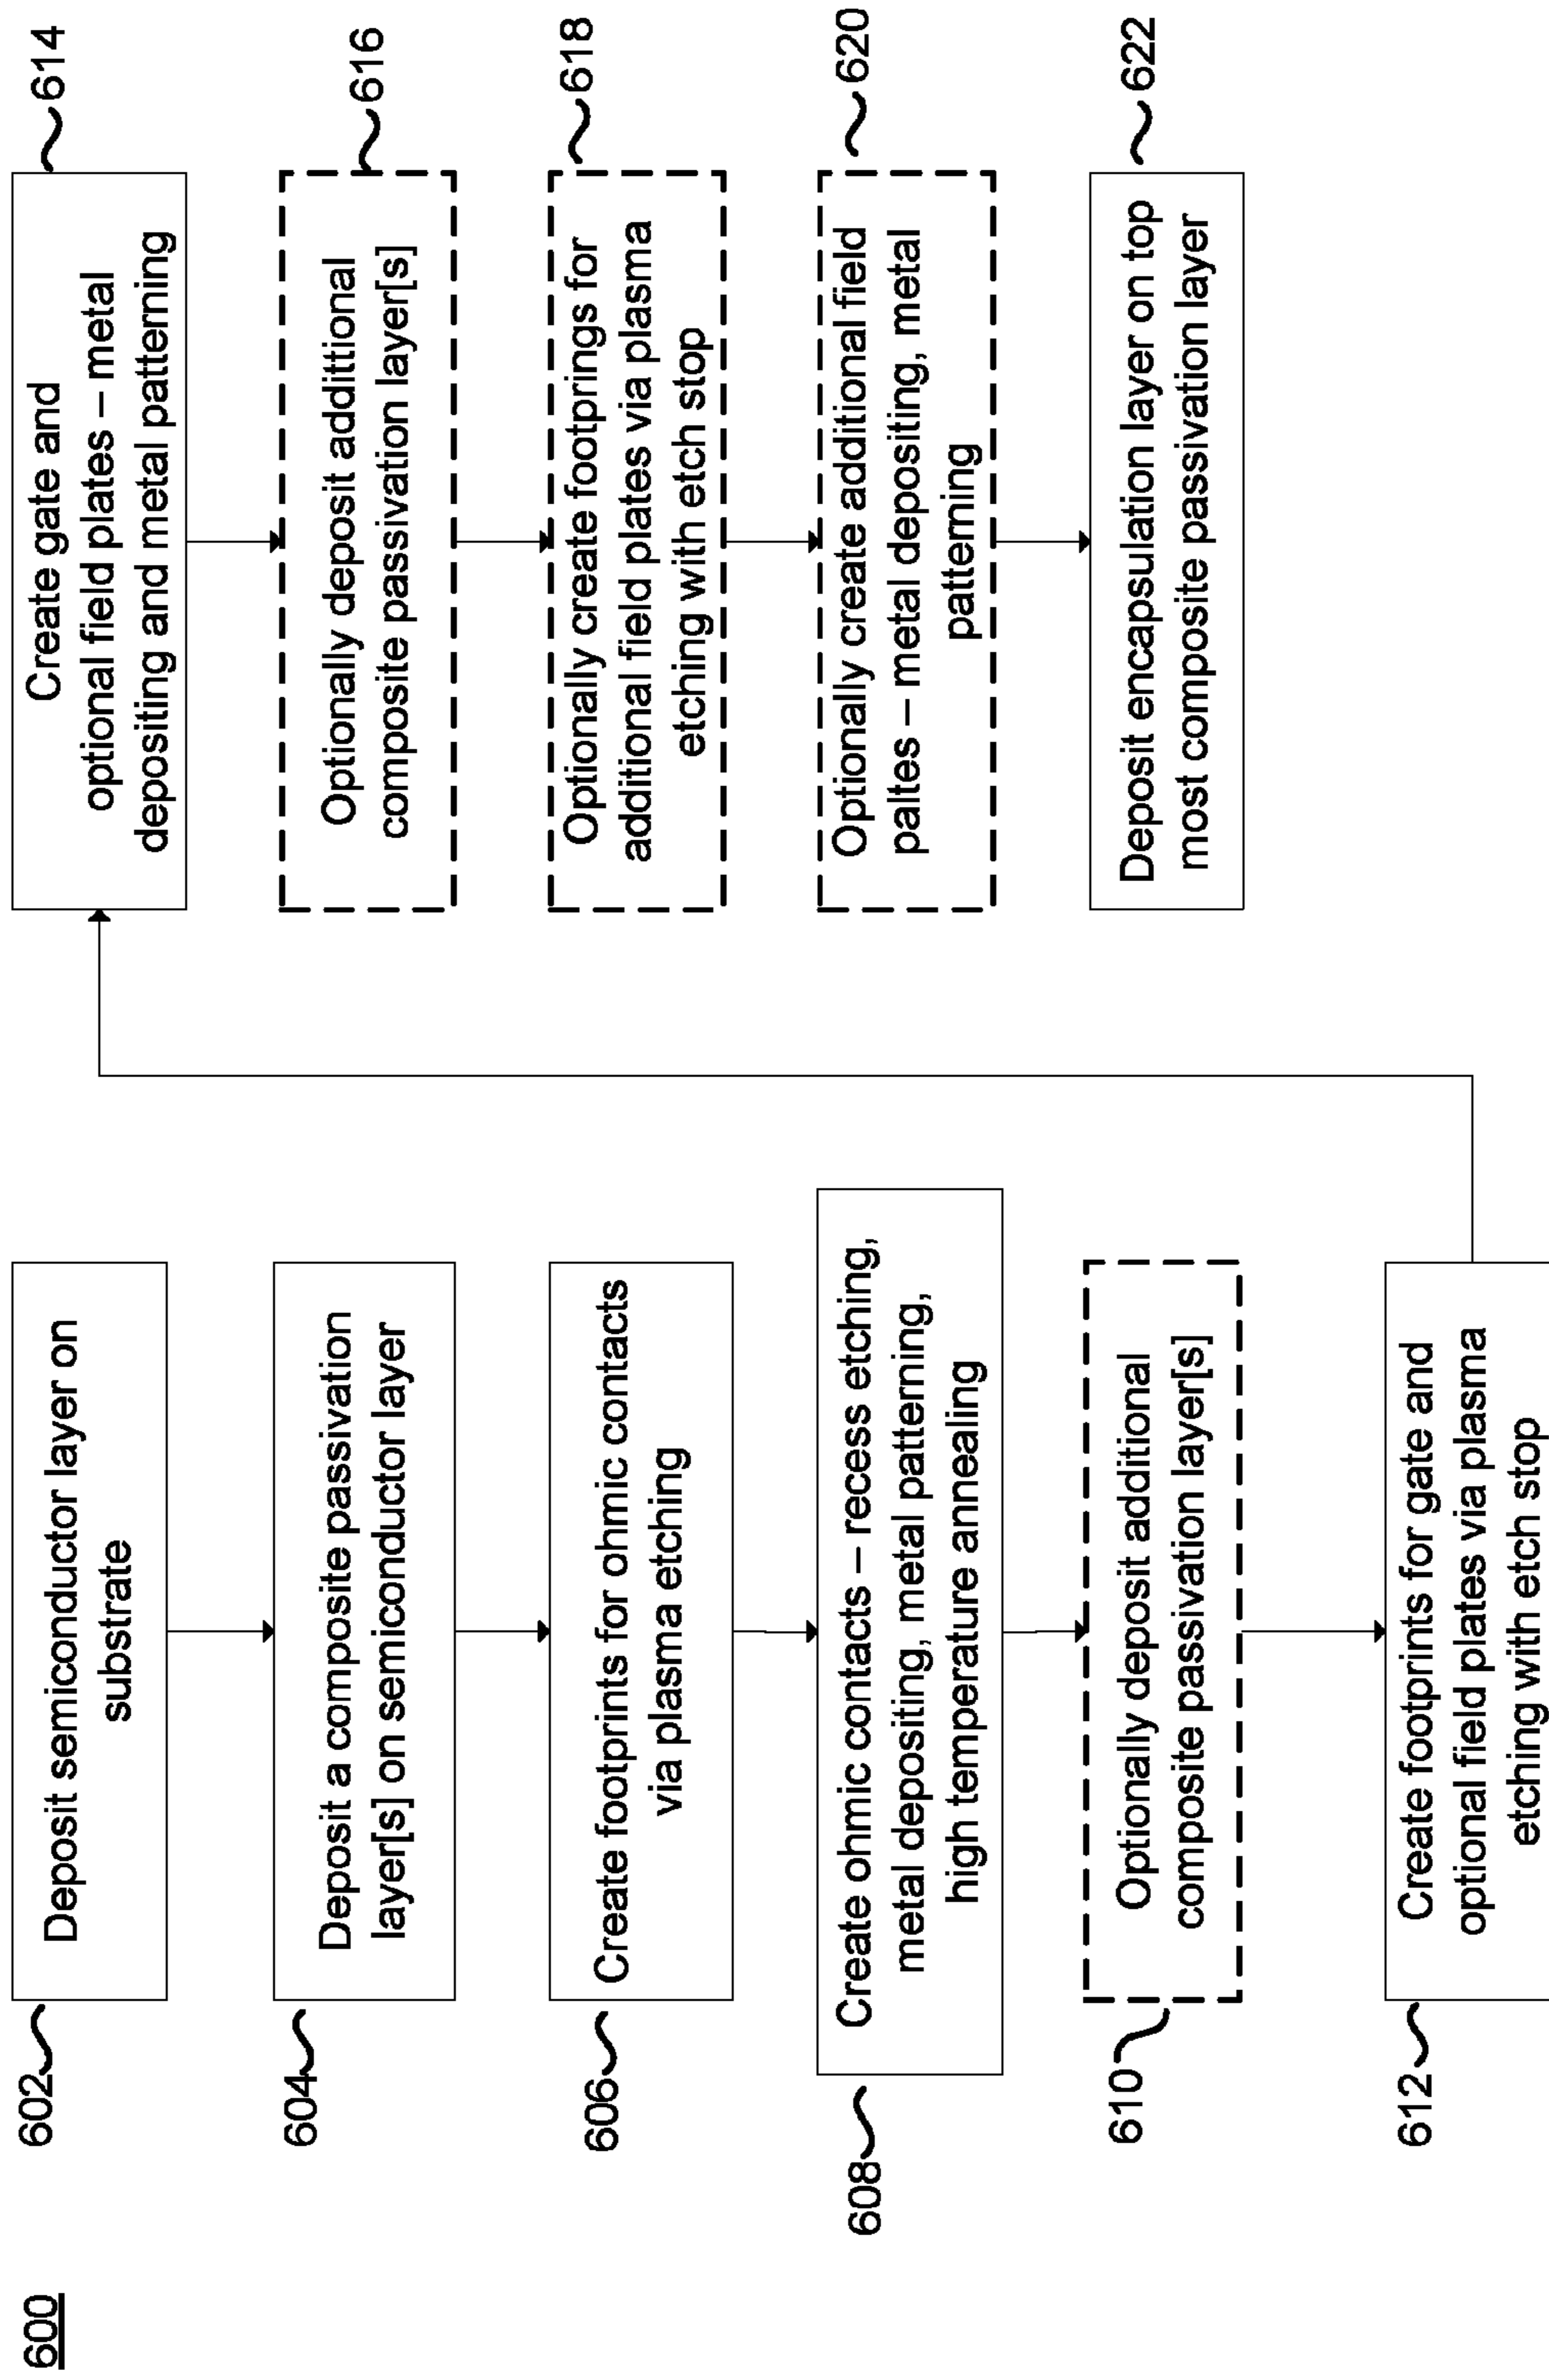 600
602
Deposit semiconductor layer on
substrate
604
Deposit a composite passivation
layer[s] on semiconductor layer
606
Create footprints for ohmic contacts
via plasma etching
608
Create ohmic contacts – recess etching,
metal depositing, metal patterning,
high temperature annealing
610
Optionally deposit additional
composite passivation layer[s]
612
Create footprints for gate and
optional field plates via plasma
etching with etch stop
614
Create gate and
optional field plates – metal
depositing and metal patterning
616
Optionally deposit addittional
composite passivation layer[s]
618
Optionally create footprings for
additional field plates via plasma
etching with etch stop
620
Optionally create additional field
paltes – metal depositing, metal
patterning
622
Deposit encapsulation layer on top
most composite passivation layer